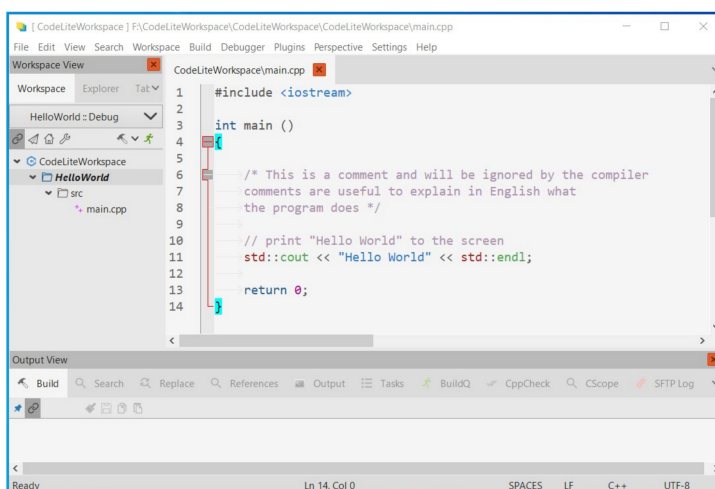 [ CodeLiteWorkspace ] F:\CodeLiteWorkspace\CodeLiteWorkspace\CodeLiteWorkspace\main.cpp
File Edit View Search Workspace Build Debugger Plugins Perspective Settings Help
Workspace View
CodeLiteWorkspace\main.cpp
Workspace Explorer Tat
HelloWorld :: Debug
CodeLiteWorkspace
HelloWorld
src
main.cpp
1 #include <iostream>
2
3 int main ()
4 {
5
6 /* This is a comment and will be ignored by the compiler
7 comments are useful to explain in English what
8 the program does */
9
10 // print "Hello World" to the screen
11 std::cout << "Hello World" << std::endl;
12
13 return 0;
14 }
Output View
Build Search Replace References Output Tasks BuildQ CppCheck CScope SFTP Log
Ready Ln 14, Col 0 SPACES LF C++ UTF-8